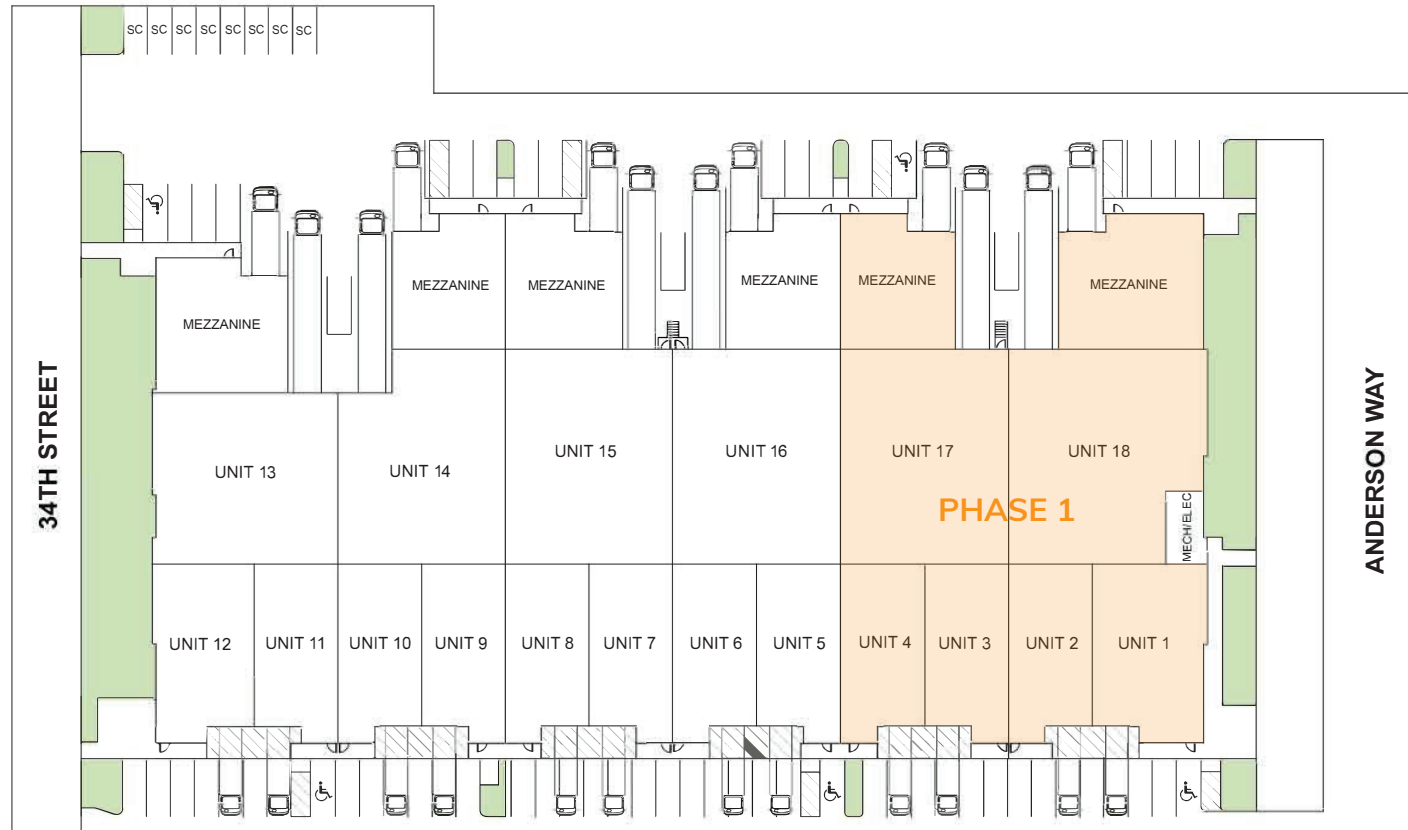 SC SC SC SC SC SC SC SC
MEZZANINE
MEZZANINE
MEZZANINE
MEZZANINE
MEZZANINE
MEZZANINE
34TH STREET
ANDERSON WAY
UNIT 13
UNIT 14
UNIT 15
UNIT 16
UNIT 17
UNIT 18
PHASE 1
MECH/ELEC
UNIT 12
UNIT 11
UNIT 10
UNIT 9
UNIT 8
UNIT 7
UNIT 6
UNIT 5
UNIT 4
UNIT 3
UNIT 2
UNIT 1